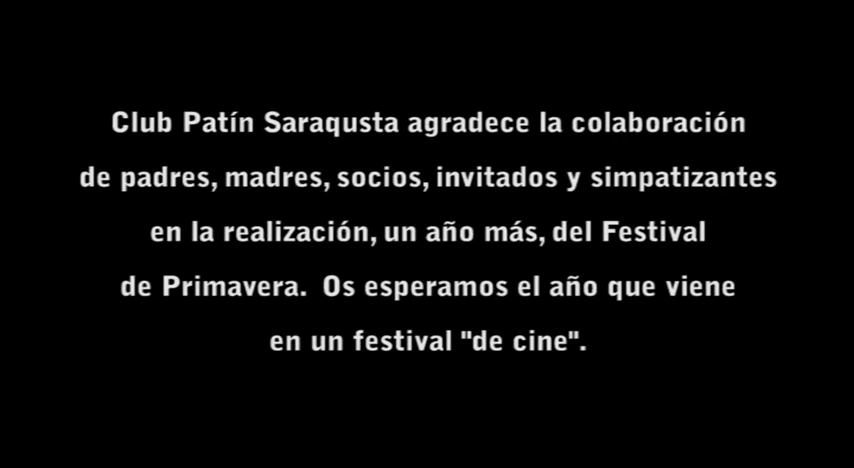 Club Patín Saraqusta agradece la colaboración
de padres, madres, socios, invitados y simpatizantes
en la realización, un año más, del Festival
de Primavera.  Os esperamos el año que viene
en un festival "de cine".